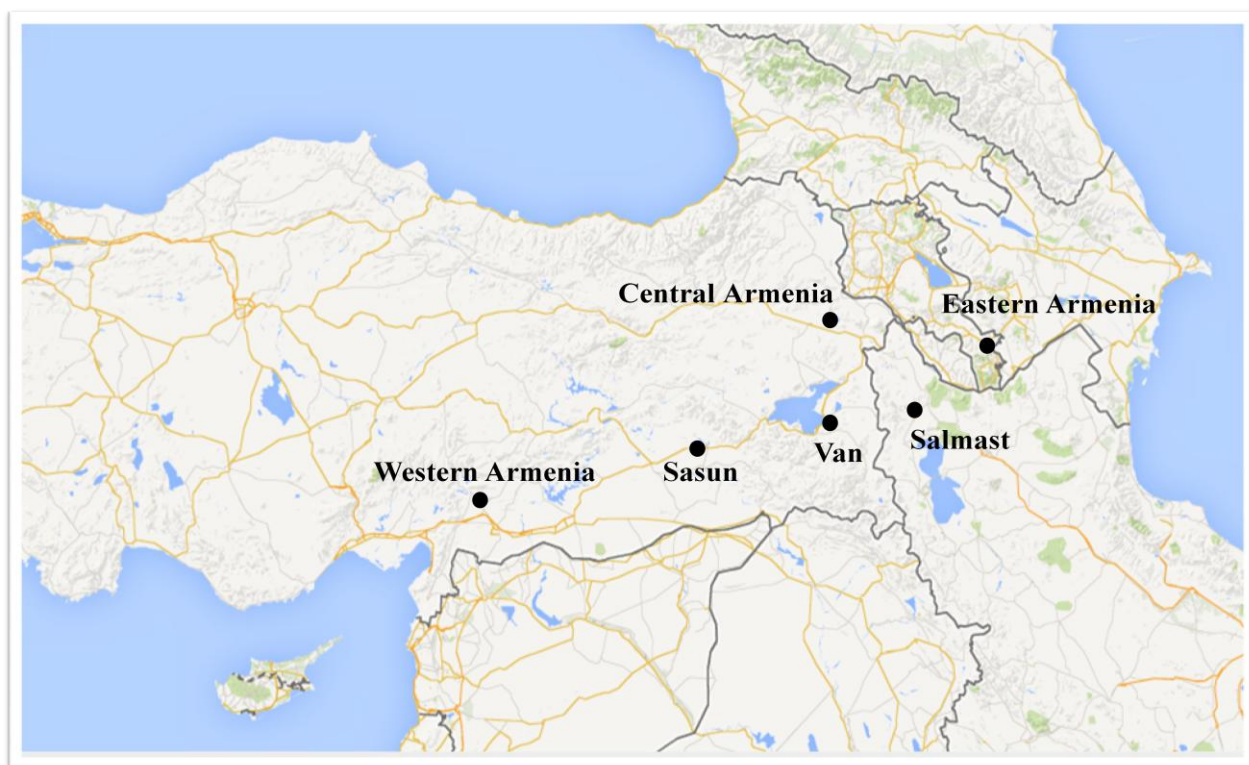 Central Armenia
Eastern Armenia
Van
Salmast
Western Armenia
Sasun